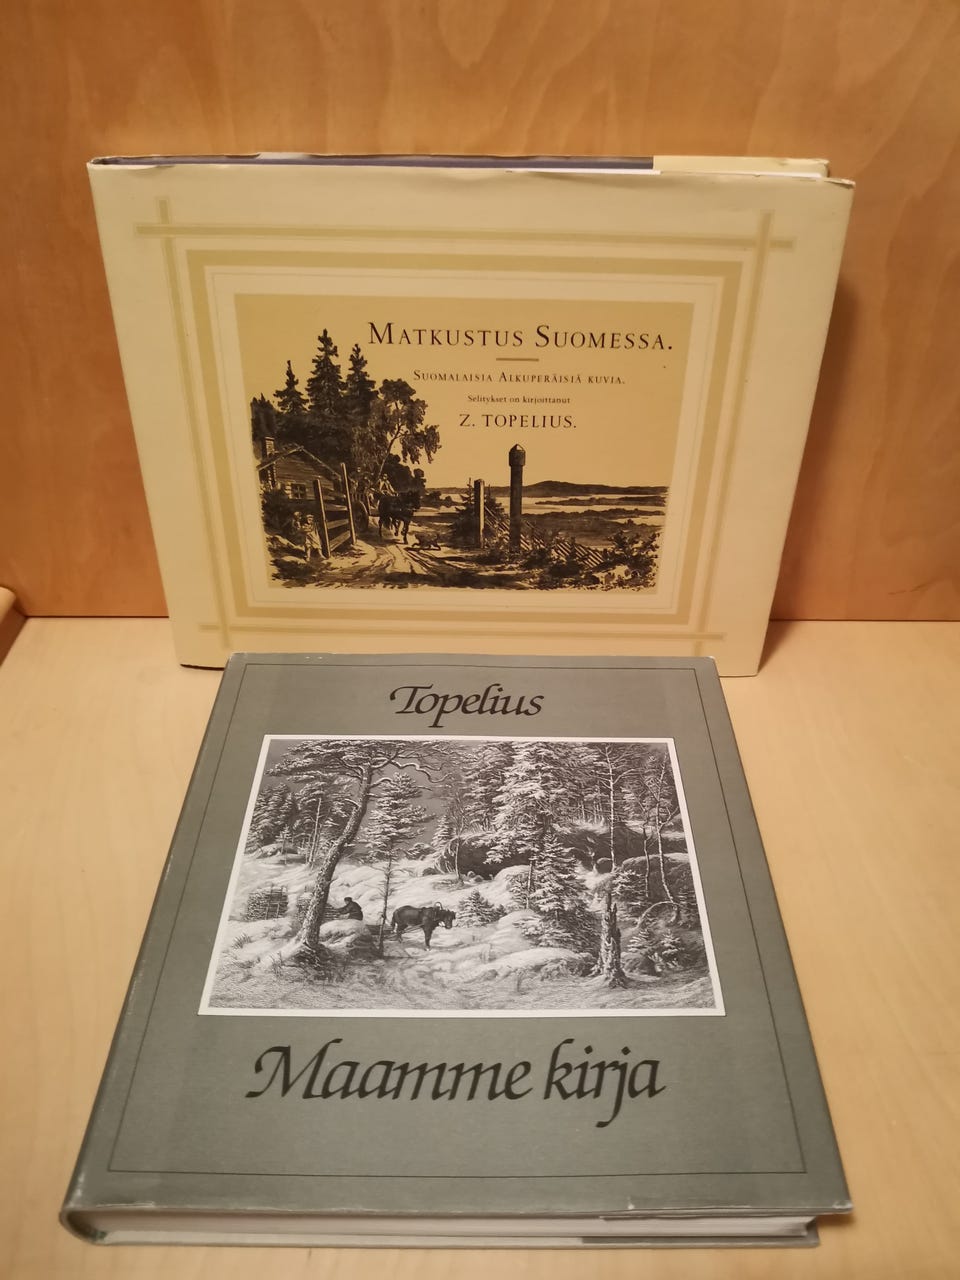 MATKUSTUS SUOMESSA.
SUOMALAISIA ALKUPERÄISIÄ KUVIA.
Selitykset on kirjoittanut
Z. TOPELIUS.
Topelius
Maamme kirja